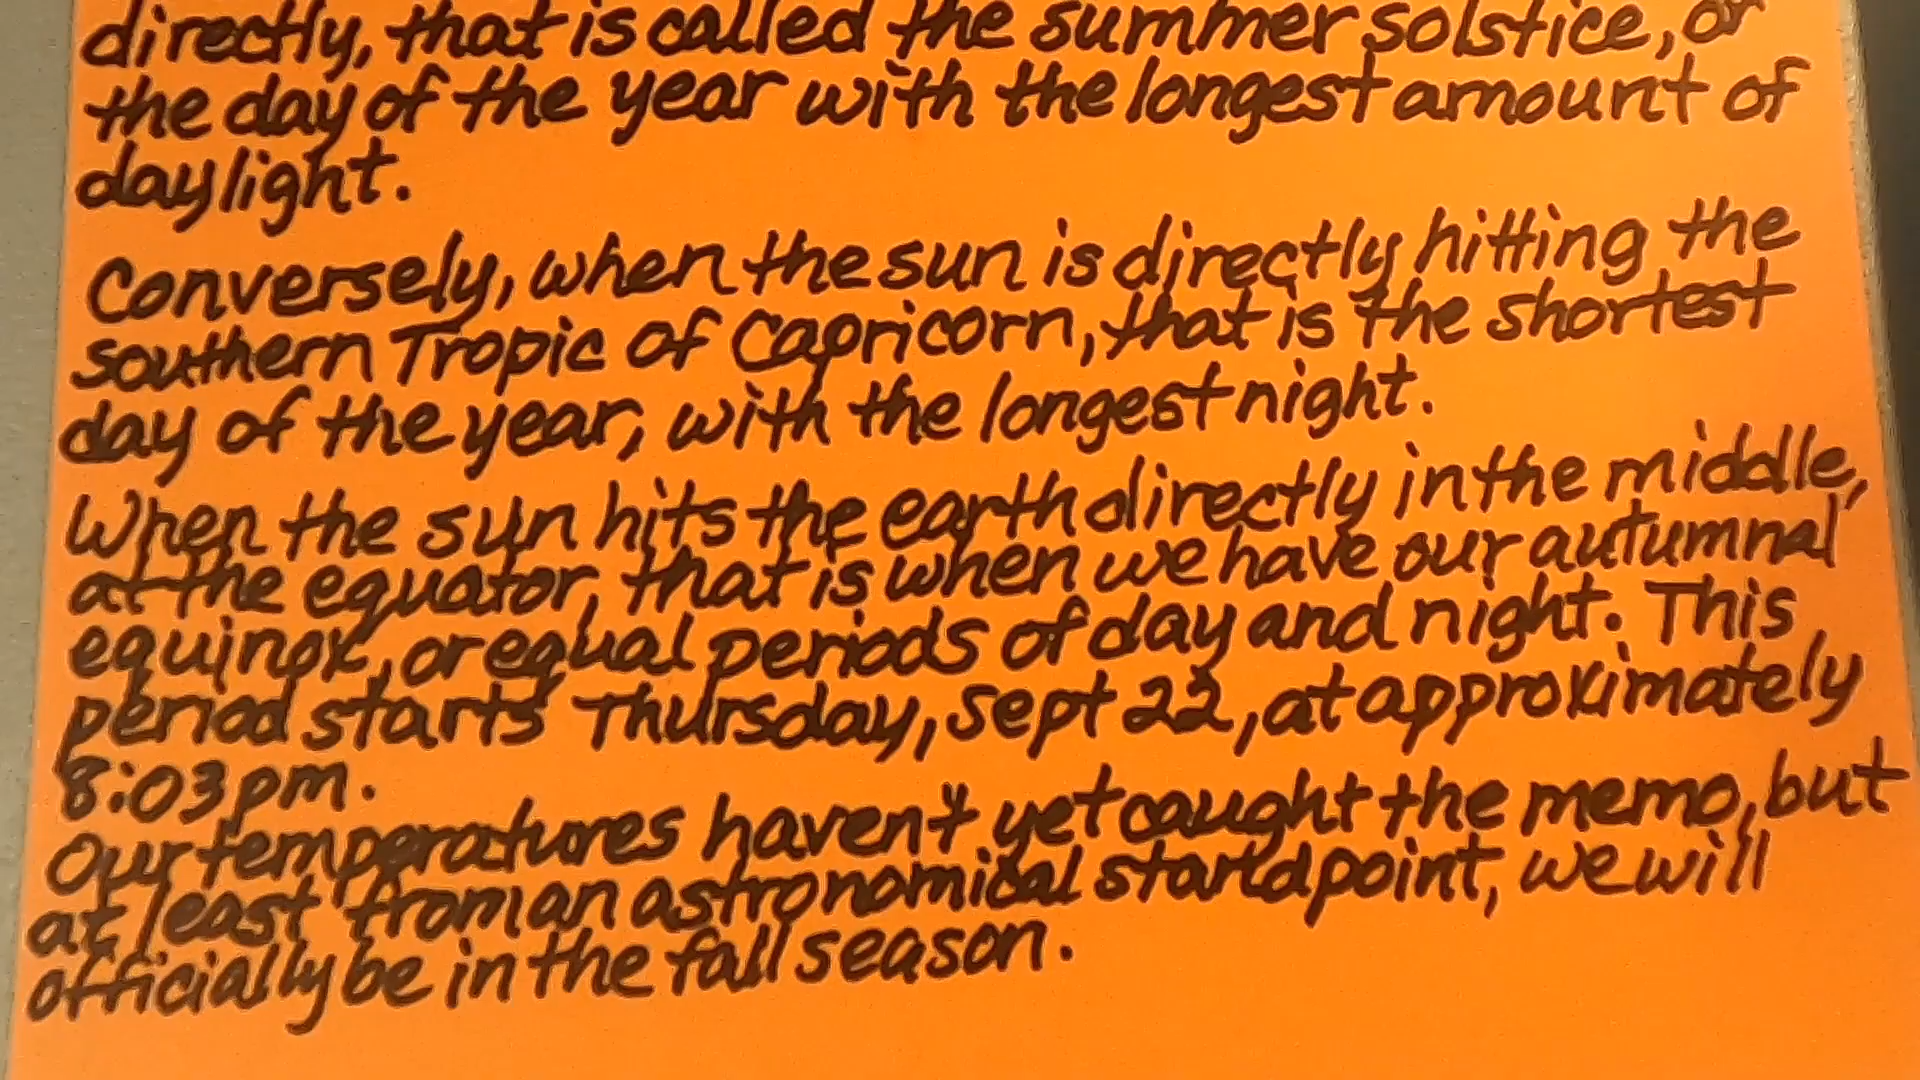 directly, that is called the summer solstice, or
the day of the year with the longest amount of
daylight.
Conversely, when the sun is directly hitting the
southern Tropic of Capricorn, that is the shortest
day of the year, with the longest night.
When the sun hits the earth directly in the middle,
at the equator, that is when we have our autumnal
equinox, or equal periods of day and night. This
period starts Thursday, Sept 22, at approximately
8:03pm.
Our temperatures haven't yet caught the memo, but
at least from an astronomical standpoint, we will
officially be in the fall season.